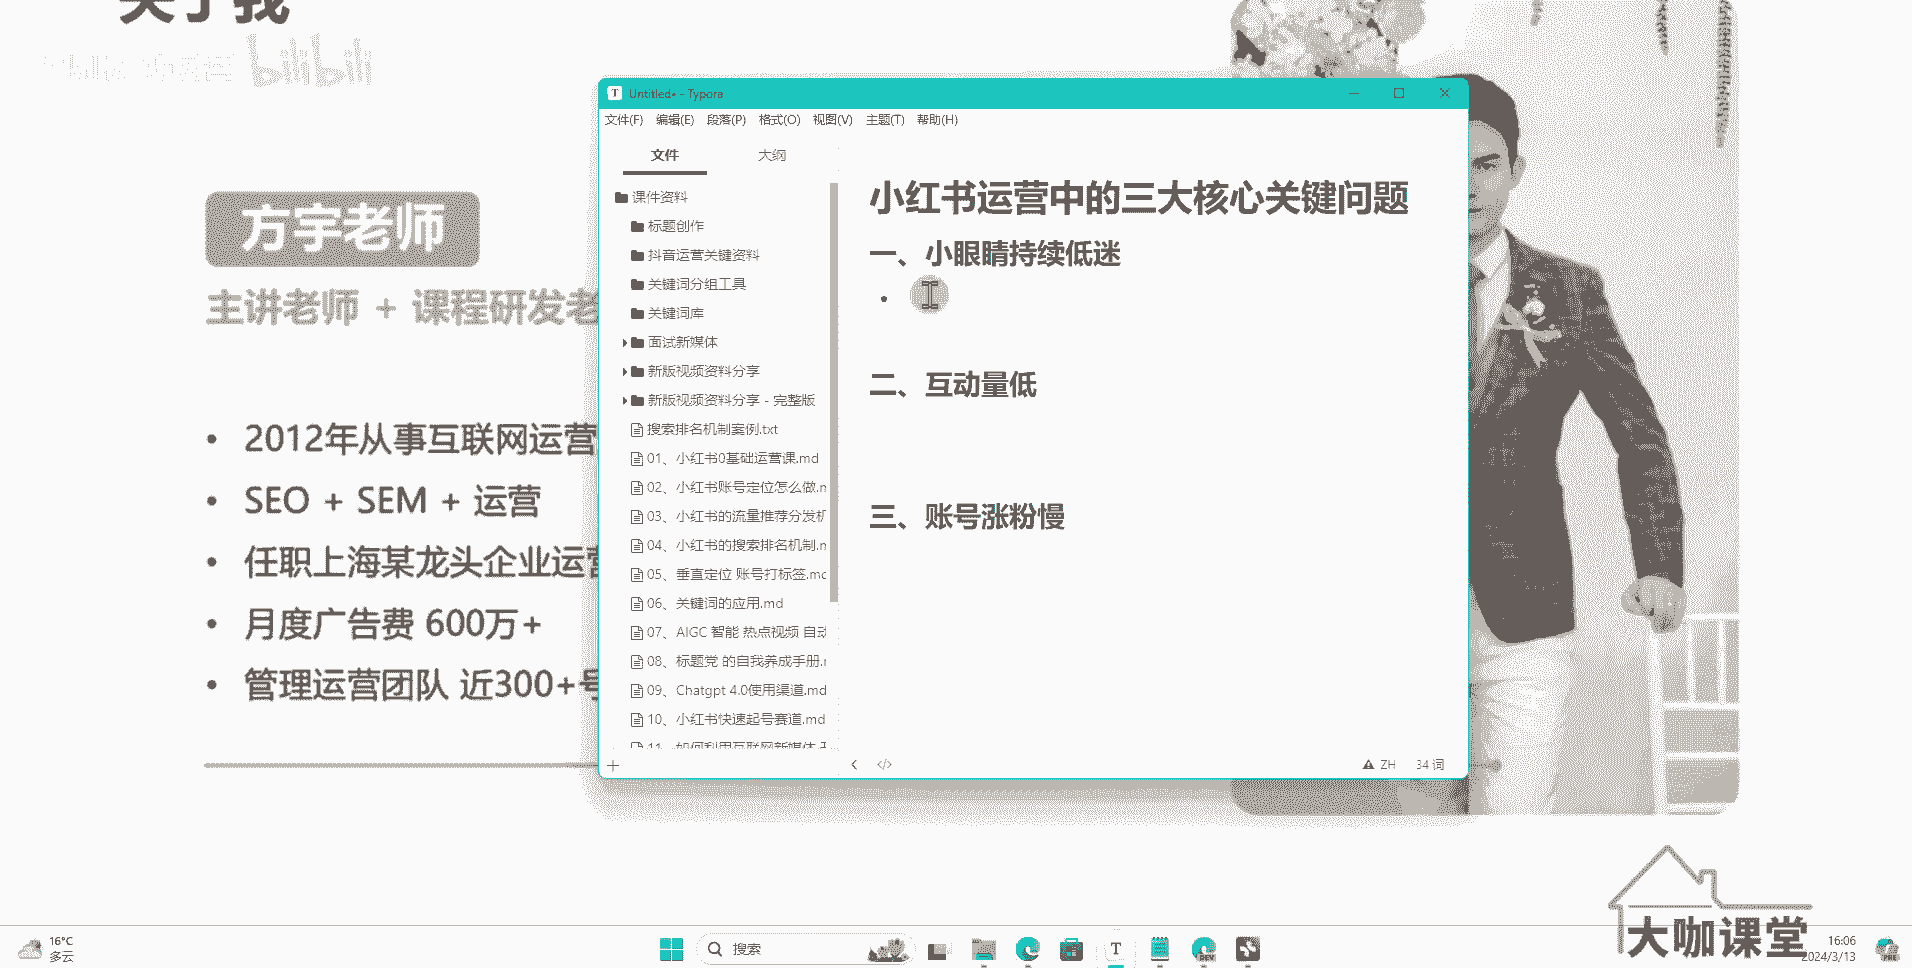 关于我
bilibili
方宇老师
主讲老师 + 课程研发老
2012年从事互联网运营
SEO + SEM + 运营
任职上海某龙头企业运营
月度广告费 600万+
管理运营团队 近300+号
Untitled• - Typora
文件(F) 编辑(E) 段落(P) 格式(O) 视图(V) 主题(T) 帮助(H)
文件 大纲
课件资料
标题创作
抖音运营关键资料
关键词分组工具
关键词库
面试新媒体
新版视频资料分享
新版视频资料分享 - 完整版
搜索排名机制案例.txt
01、小红书0基础运营课.md
02、小红书账号定位怎么做.m
03、小红书的流量推荐分发机
04、小红书的搜索排名机制.m
05、垂直定位 账号打标签.md
06、关键词的应用.md
07、AIGC 智能 热点视频 自动
08、标题党 的自我养成手册.m
09、Chatgpt 4.0使用渠道.md
10、小红书快速起号赛道.md
11、如何利用互联网新媒体
小红书运营中的三大核心关键问题
一、小眼睛持续低迷
二、互动量低
三、账号涨粉慢
ZH 34 词
大咖课堂
16°C
多云
搜索
T
DEV
16:06
2024/3/13
PRE